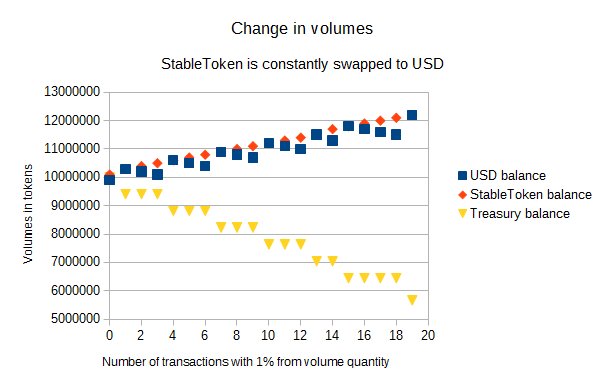 Change in volumes
StableToken is constantly swapped to USD
13000000
12000000
11000000
10000000
9000000
8000000
7000000
6000000
5000000
0 2 4 6 8 10 12 14 16 18 20
Volumes in tokens
Number of transactions with 1% from volume quantity
USD balance
StableToken balance
Treasury balance